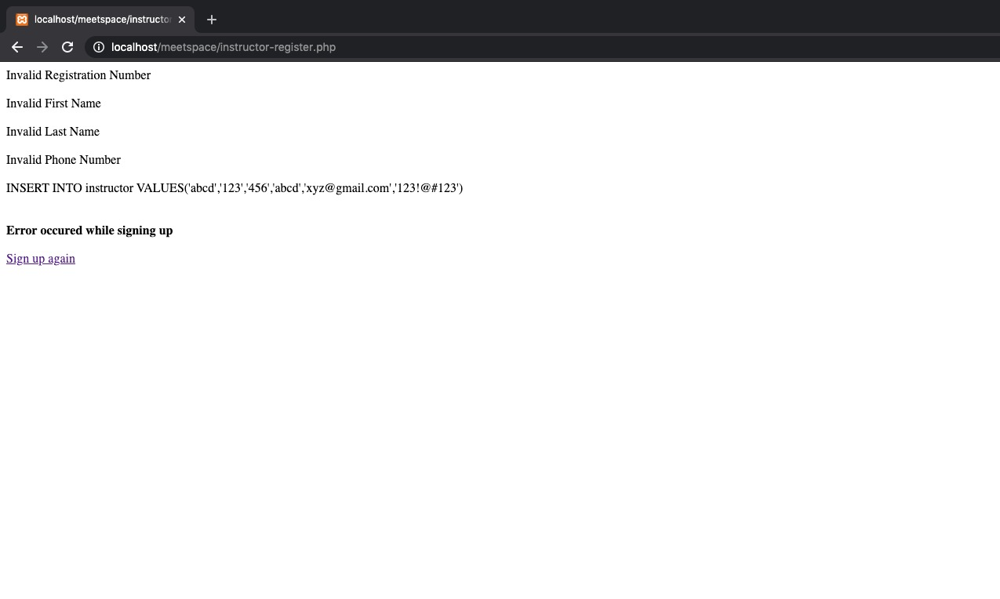 localhost/meetspace/instructor
localhost/meetspace/instructor-register.php
Invalid Registration Number
Invalid First Name
Invalid Last Name
Invalid Phone Number
INSERT INTO instructor VALUES('abcd','123','456','abcd','xyz@gmail.com','123!@#123')
Error occured while signing up
Sign up again